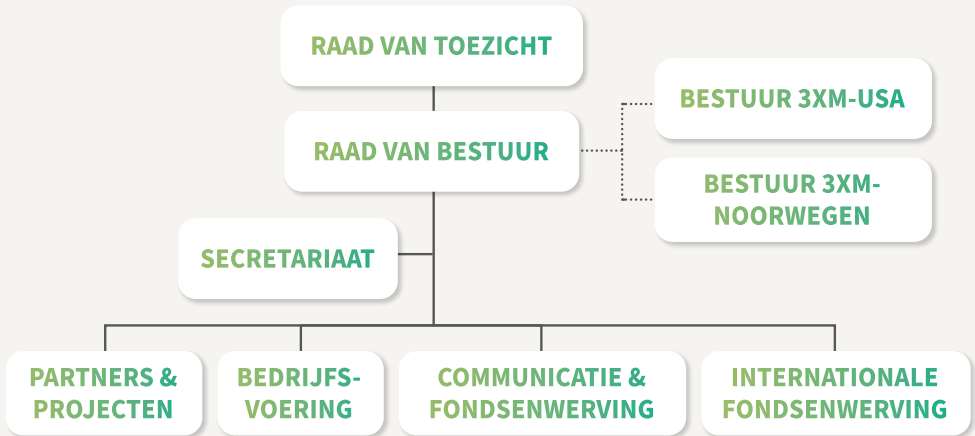 RAAD VAN TOEZICHT
BESTUUR 3XM-USA
RAAD VAN BESTUUR
BESTUUR 3XM-
NOORWEGEN
SECRETARIAAT
PARTNERS &
PROJECTEN
BEDRIJFS-
VOERING
COMMUNICATIE &
FONDSENWERVING
INTERNATIONALE
FONDSENWERVING